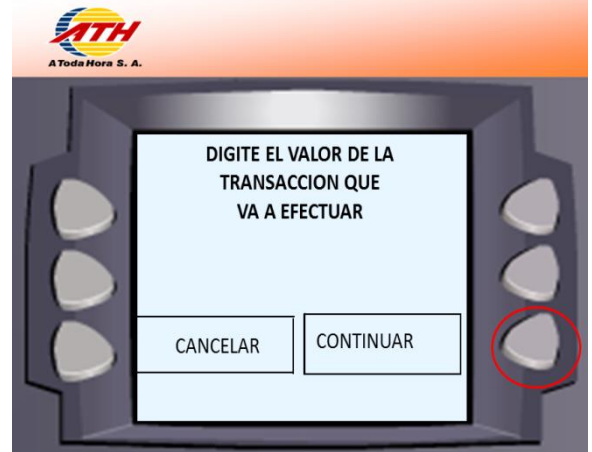 ATH
A Toda Hora S. A.
DIGITE EL VALOR DE LA
TRANSACCION QUE
VA A EFECTUAR
CANCELAR
CONTINUAR